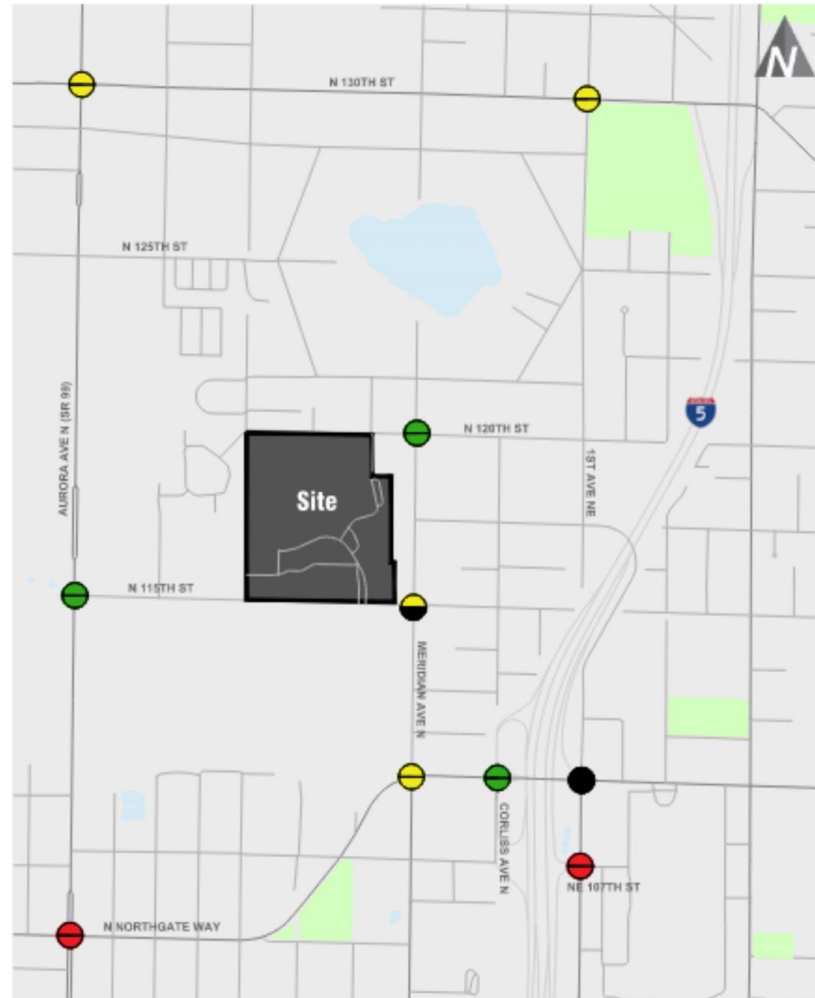 N
N 130TH ST
N 125TH ST
AURORA AVE N (SR 99)
5
N 120TH ST
1ST AVE NE
Site
N 115TH ST
MERIDIAN AVE N
CORLISS AVE N
NE 107TH ST
N NORTHGATE WAY